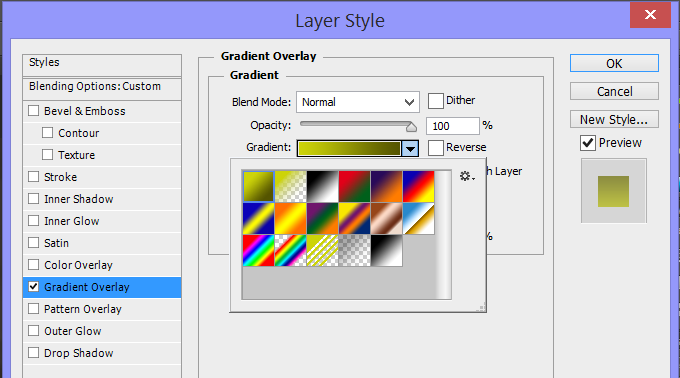 Layer Style
Styles
Blending Options: Custom
Bevel & Emboss
Contour
Texture
Stroke
Inner Shadow
Inner Glow
Satin
Color Overlay
Gradient Overlay
Pattern Overlay
Outer Glow
Drop Shadow
Gradient Overlay
Gradient
Blend Mode: Normal Dither
Opacity: 100 %
Gradient: Reverse
h Layer
%
OK
Cancel
New Style...
Preview